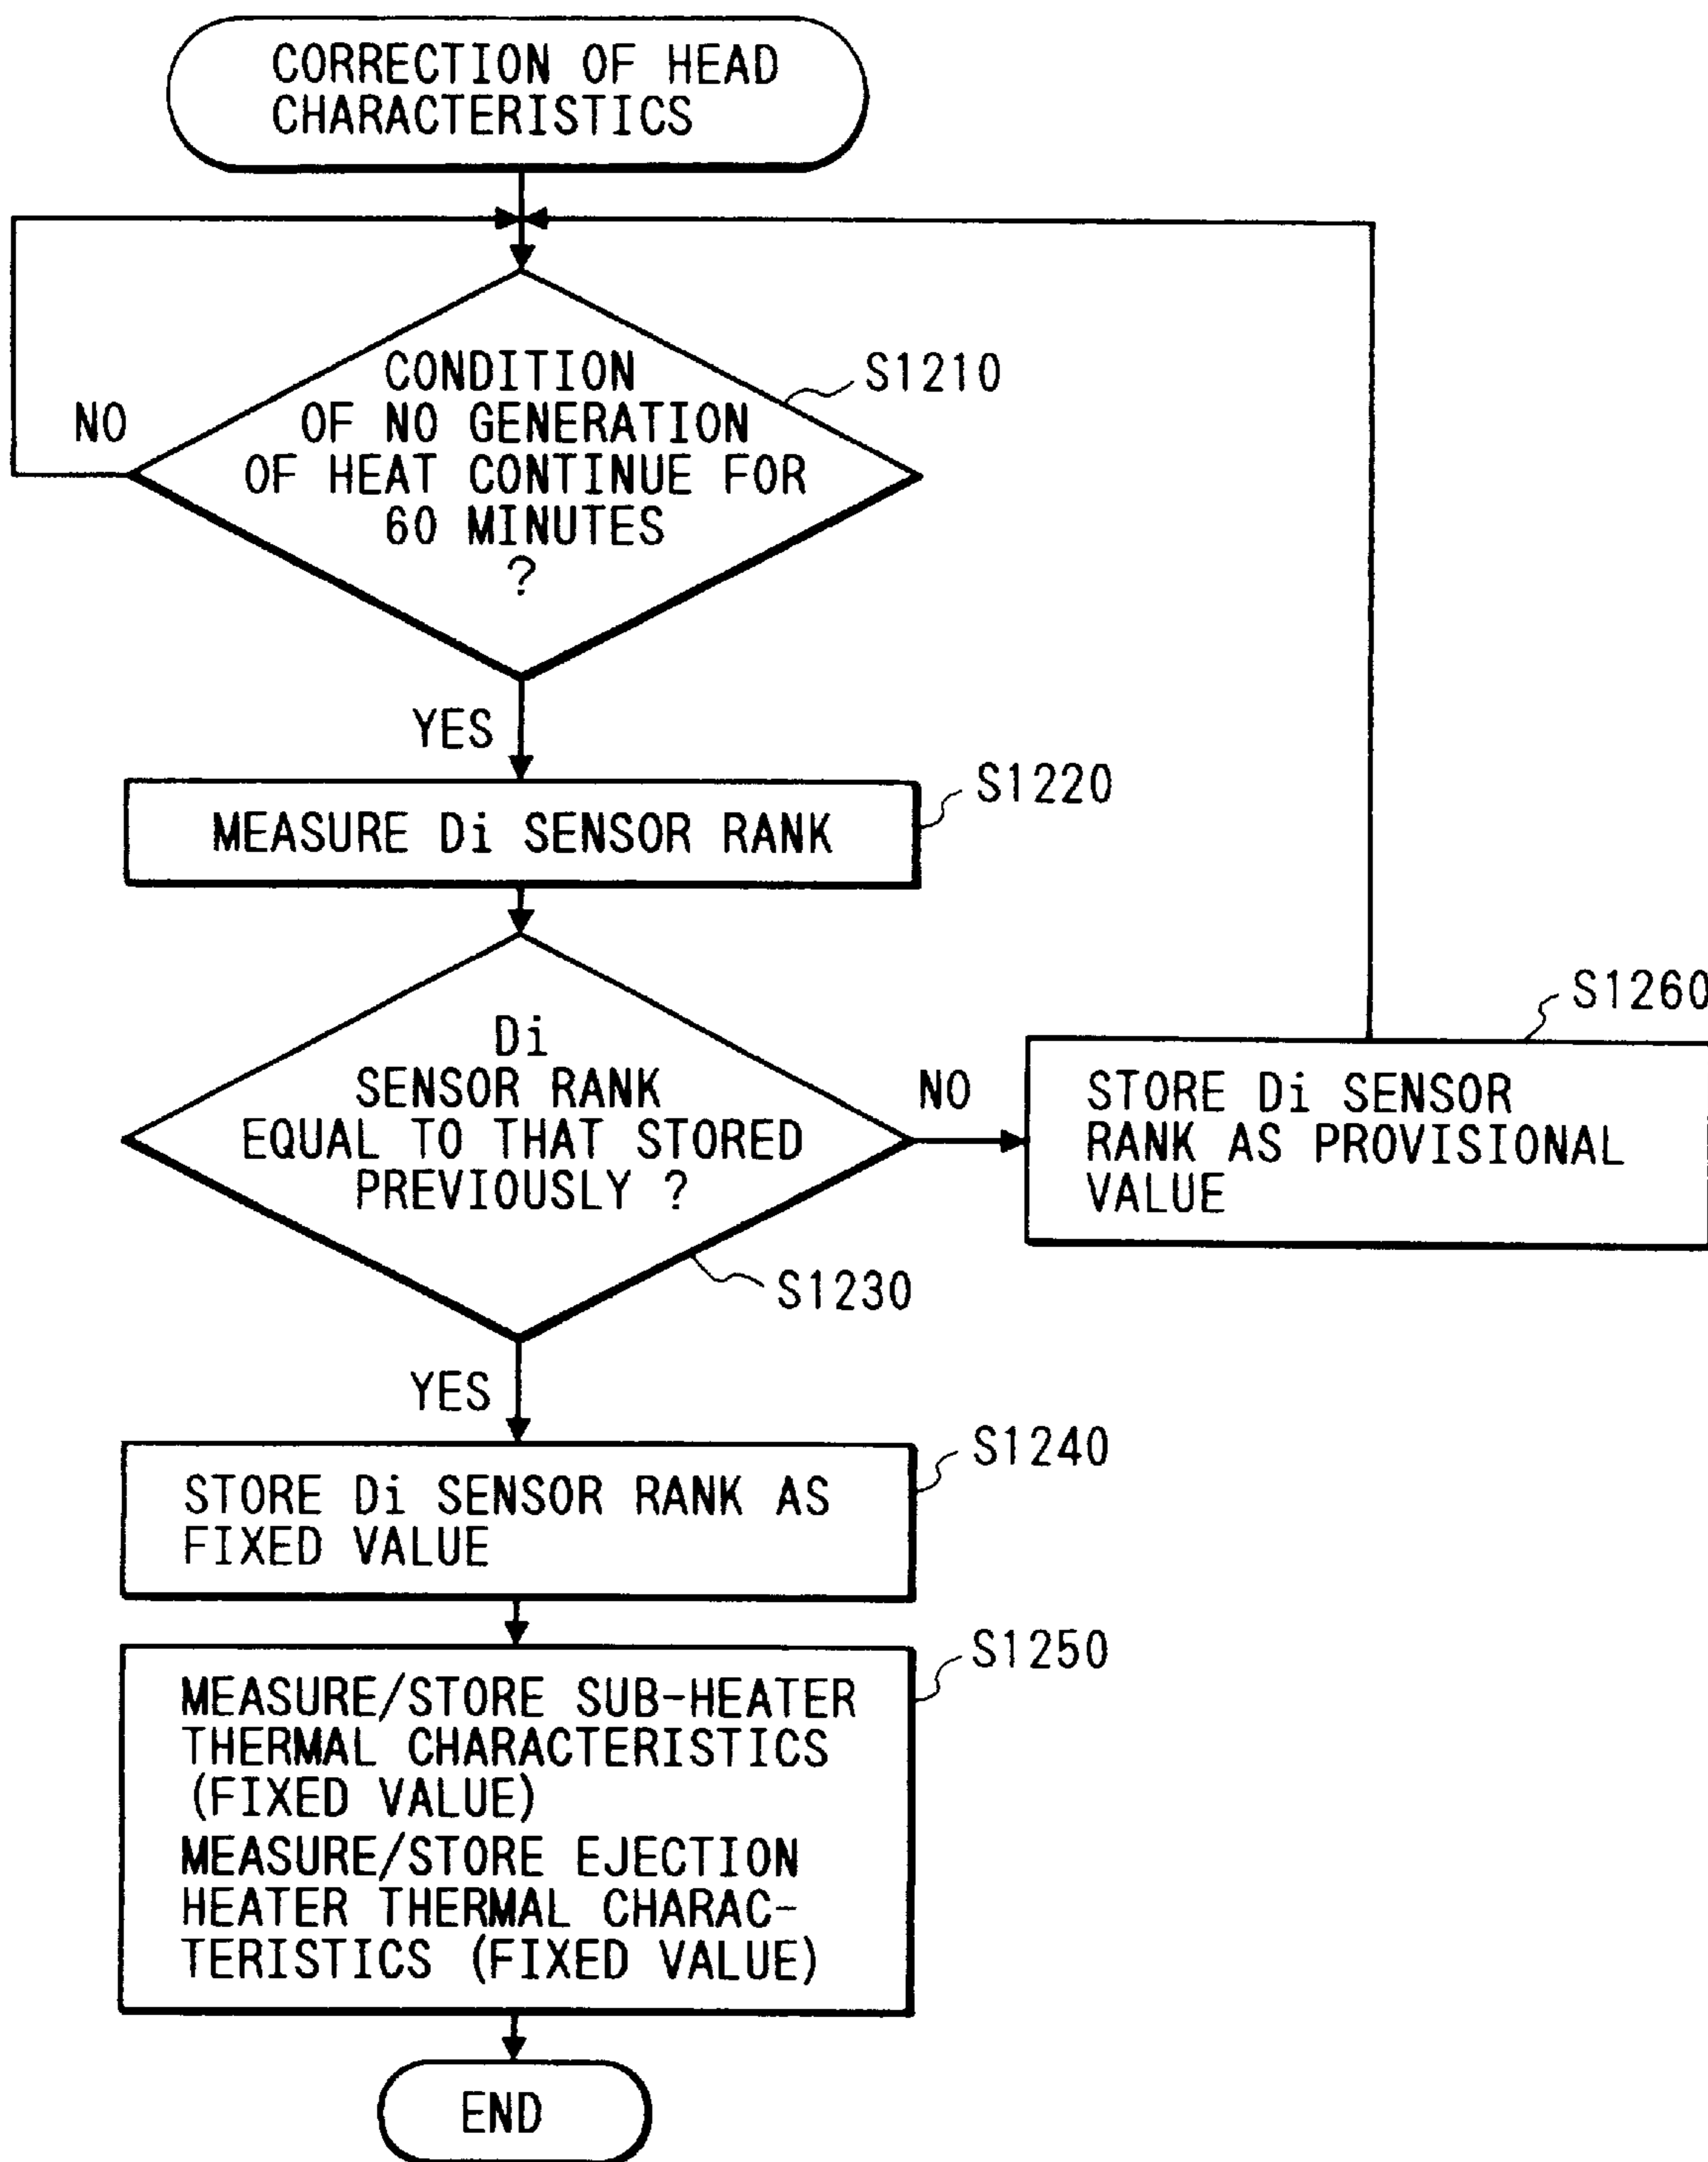 CORRECTION OF HEAD
CHARACTERISTICS
CONDITION
OF NO GENERATION
OF HEAT CONTINUE FOR
60 MINUTES
?
S1210
NO
YES
MEASURE Di SENSOR RANK
S1220
Di
SENSOR RANK
EQUAL TO THAT STORED
PREVIOUSLY ?
S1230
NO
STORE Di SENSOR
RANK AS PROVISIONAL
VALUE
S1260
YES
STORE Di SENSOR RANK AS
FIXED VALUE
S1240
MEASURE/STORE SUB-HEATER
THERMAL CHARACTERISTICS
(FIXED VALUE)
MEASURE/STORE EJECTION
HEATER THERMAL CHARAC-
TERISTICS (FIXED VALUE)
S1250
END